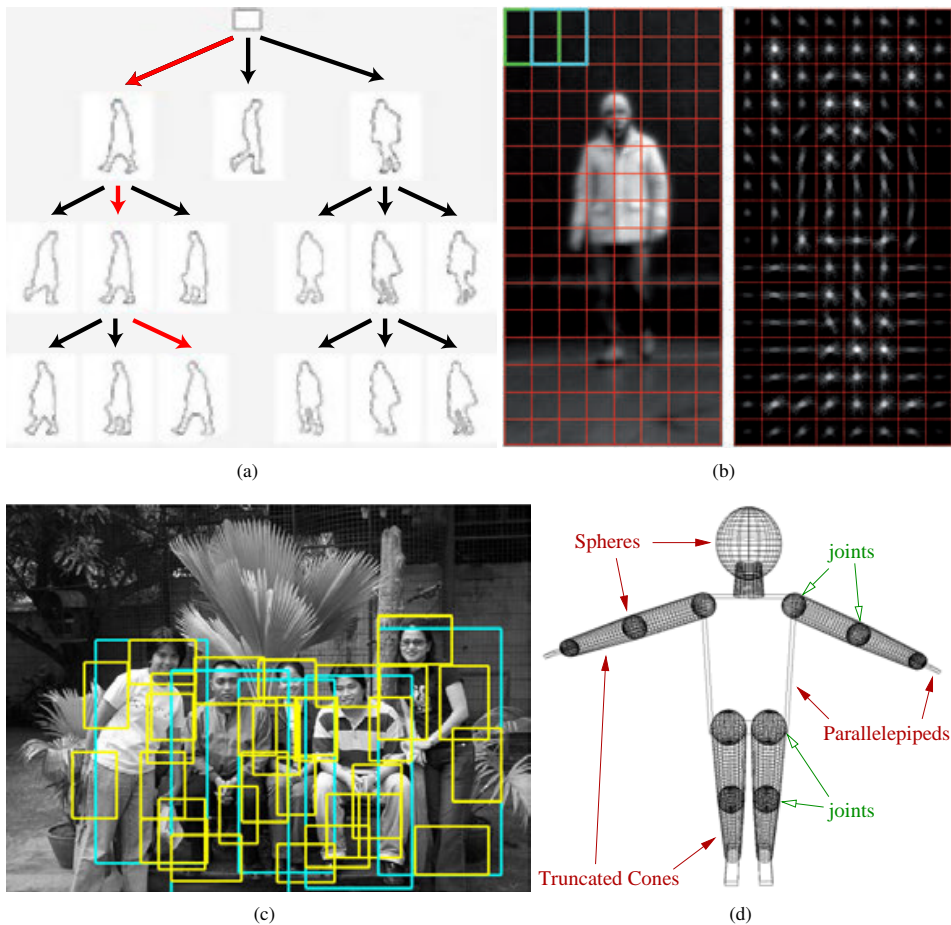 (a)
(b)
Spheres
joints
Parallelepipeds
joints
Truncated Cones
(c)
(d)